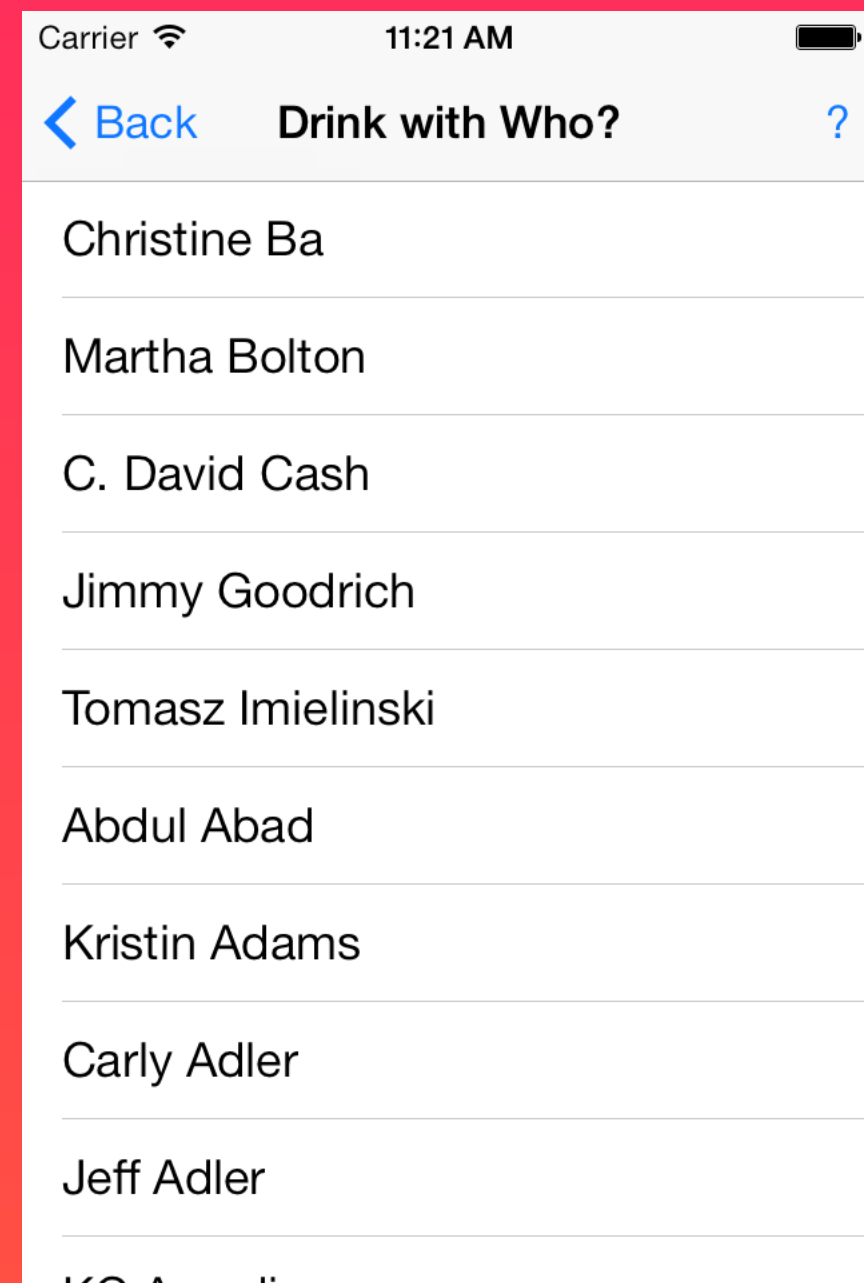 Carrier 11:21 AM
Back Drink with Who? ?
Christine Ba
Martha Bolton
C. David Cash
Jimmy Goodrich
Tomasz Imielinski
Abdul Abad
Kristin Adams
Carly Adler
Jeff Adler